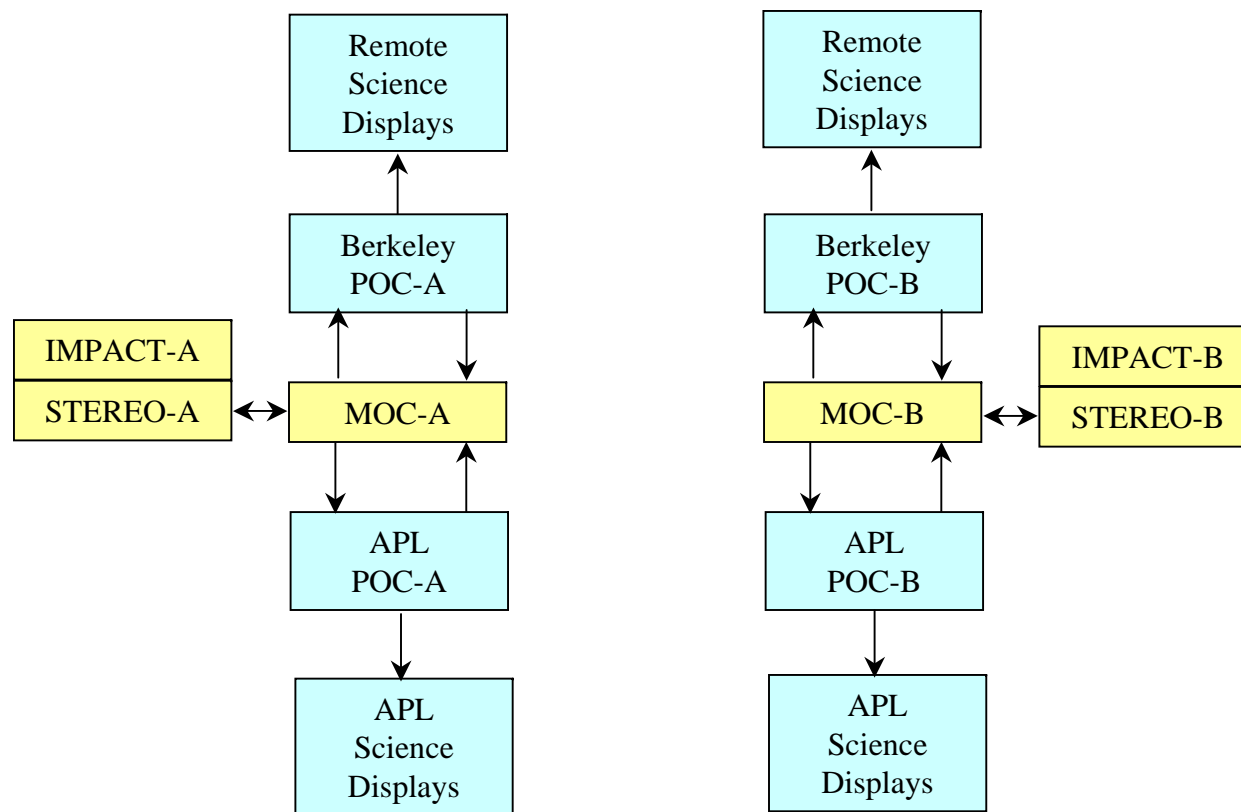 Remote
Science
Displays
Berkeley
POC-A
IMPACT-A
STEREO-A
MOC-A
APL
POC-A
APL
Science
Displays
Remote
Science
Displays
Berkeley
POC-B
MOC-B
IMPACT-B
STEREO-B
APL
POC-B
APL
Science
Displays